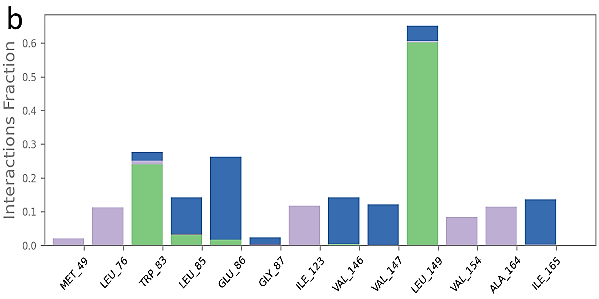 b
Interactions Fraction
0.6
0.5
0.4
0.3
0.2
0.1
0.0
MET_49
LEU_76
TRP_83
LEU_85
GLU_86
GLY_87
ILE_123
VAL_146
VAL_147
LEU_149
VAL_154
ALA_164
ILE_165